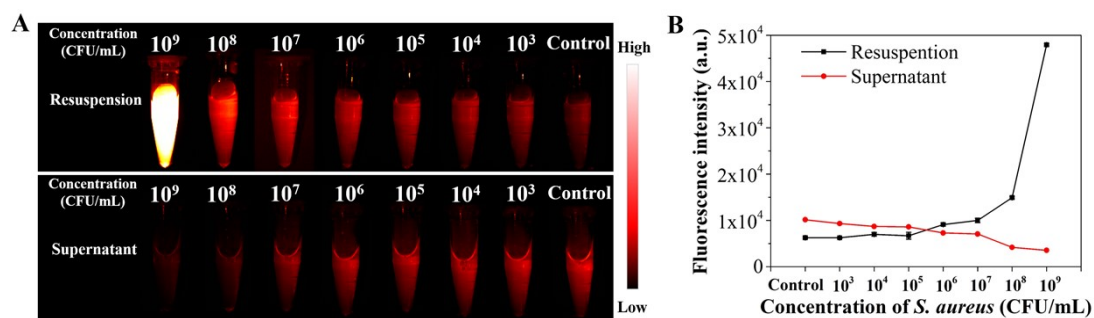 A
Concentration
(CFU/mL)
10⁹ 10⁸ 10⁷ 10⁶ 10⁵ 10⁴ 10³ Control
Resuspension
Concentration
(CFU/mL)
10⁹ 10⁸ 10⁷ 10⁶ 10⁵ 10⁴ 10³ Control
Supernatant
High
Low
B
Fluorescence intensity (a.u.)
5x10⁴
4x10⁴
3x10⁴
2x10⁴
1x10⁴
0
Resuspention
Supernatant
Control 10³ 10⁴ 10⁵ 10⁶ 10⁷ 10⁸ 10⁹
Concentration of S. aureus (CFU/mL)